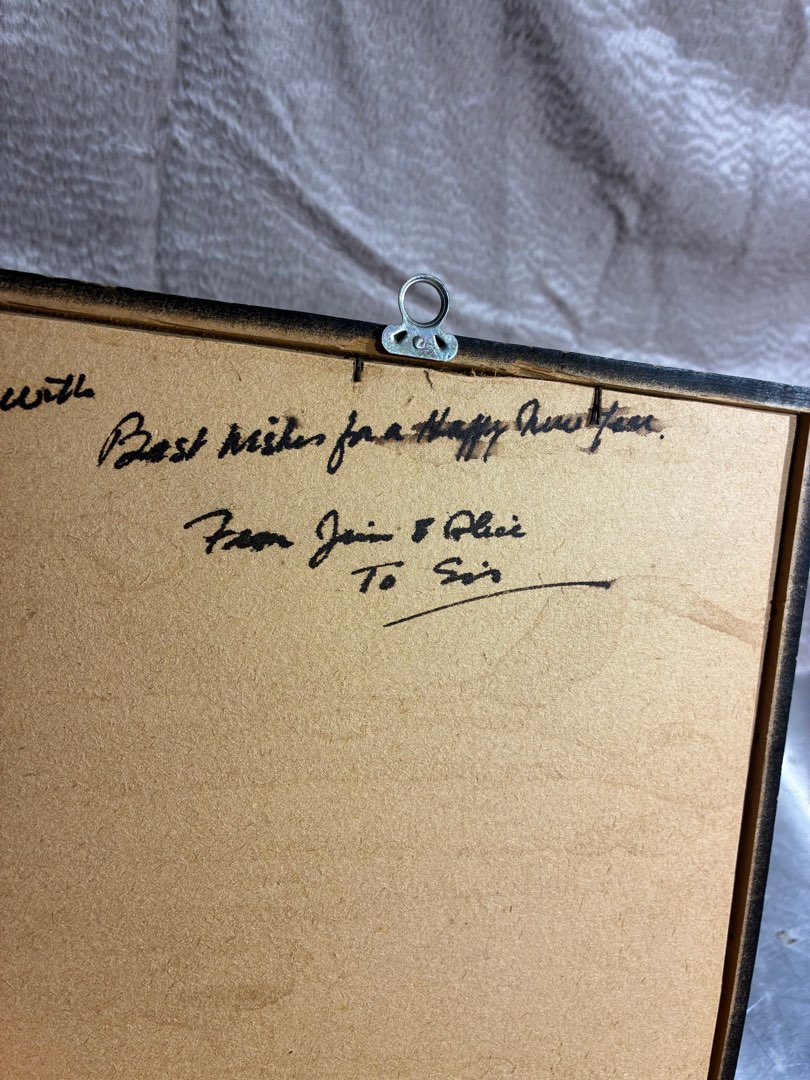 with
Best Wishes for a Happy New Year.
From Jim & Alice
To Sis